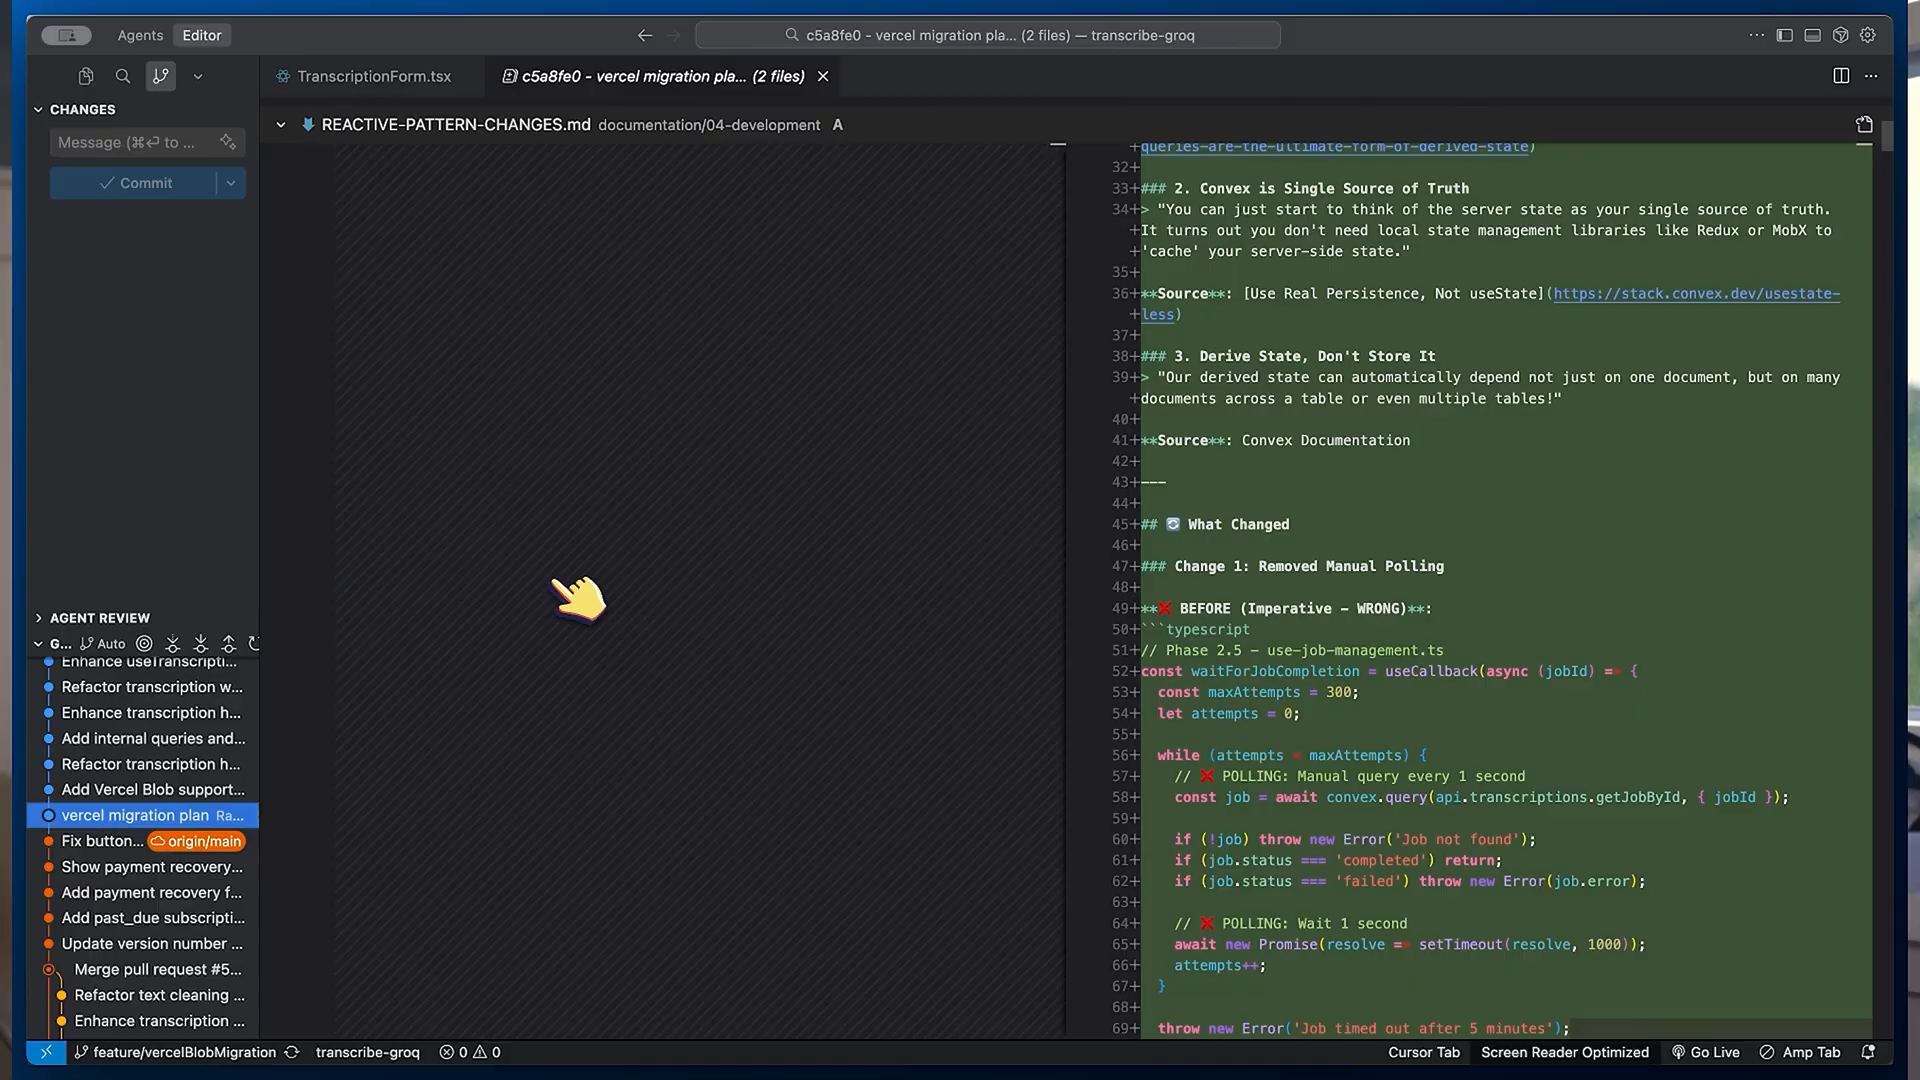 Agents Editor
c5a8fe0 - vercel migration pla... (2 files) — transcribe-groq
TranscriptionForm.tsx
c5a8fe0 - vercel migration pla... (2 files)
CHANGES
Message (⌘⏎ to ...
Commit
AGENT REVIEW
G... Auto
Enhance useTranscripti...
Refactor transcription w...
Enhance transcription h...
Add internal queries and...
Refactor transcription h...
Add Vercel Blob support...
vercel migration plan Ra...
Fix button... origin/main
Show payment recovery...
Add payment recovery f...
Add past_due subscripti...
Update version number ...
Merge pull request #5...
Refactor text cleaning ...
Enhance transcription ...
REACTIVE-PATTERN-CHANGES.md documentation/04-development A
+queries-are-the-ultimate-form-of-derived-state)
32+
33+### 2. Convex is Single Source of Truth
34+> "You can just start to think of the server state as your single source of truth.
+It turns out you don't need local state management libraries like Redux or MobX to
+'cache' your server-side state."
35+
36+**Source**: [Use Real Persistence, Not useState](https://stack.convex.dev/usestate-
+less)
37+
38+### 3. Derive State, Don't Store It
39+> "Our derived state can automatically depend not just on one document, but on many
+documents across a table or even multiple tables!"
40+
41+**Source**: Convex Documentation
42+
43+---
44+
45+## 🔄 What Changed
46+
47+### Change 1: Removed Manual Polling
48+
49+**❌ BEFORE (Imperative - WRONG)**:
50+```typescript
51+// Phase 2.5 - use-job-management.ts
52+const waitForJobCompletion = useCallback(async (jobId) => {
53+ const maxAttempts = 300;
54+ let attempts = 0;
55+
56+ while (attempts < maxAttempts) {
57+ // ❌ POLLING: Manual query every 1 second
58+ const job = await convex.query(api.transcriptions.getJobById, { jobId });
59+
60+ if (!job) throw new Error('Job not found');
61+ if (job.status === 'completed') return;
62+ if (job.status === 'failed') throw new Error(job.error);
63+
64+ // ❌ POLLING: Wait 1 second
65+ await new Promise(resolve => setTimeout(resolve, 1000));
66+ attempts++;
67+ }
68+
69+ throw new Error('Job timed out after 5 minutes');
feature/vercelBlobMigration transcribe-groq 0 0 Cursor Tab Screen Reader Optimized Go Live Amp Tab